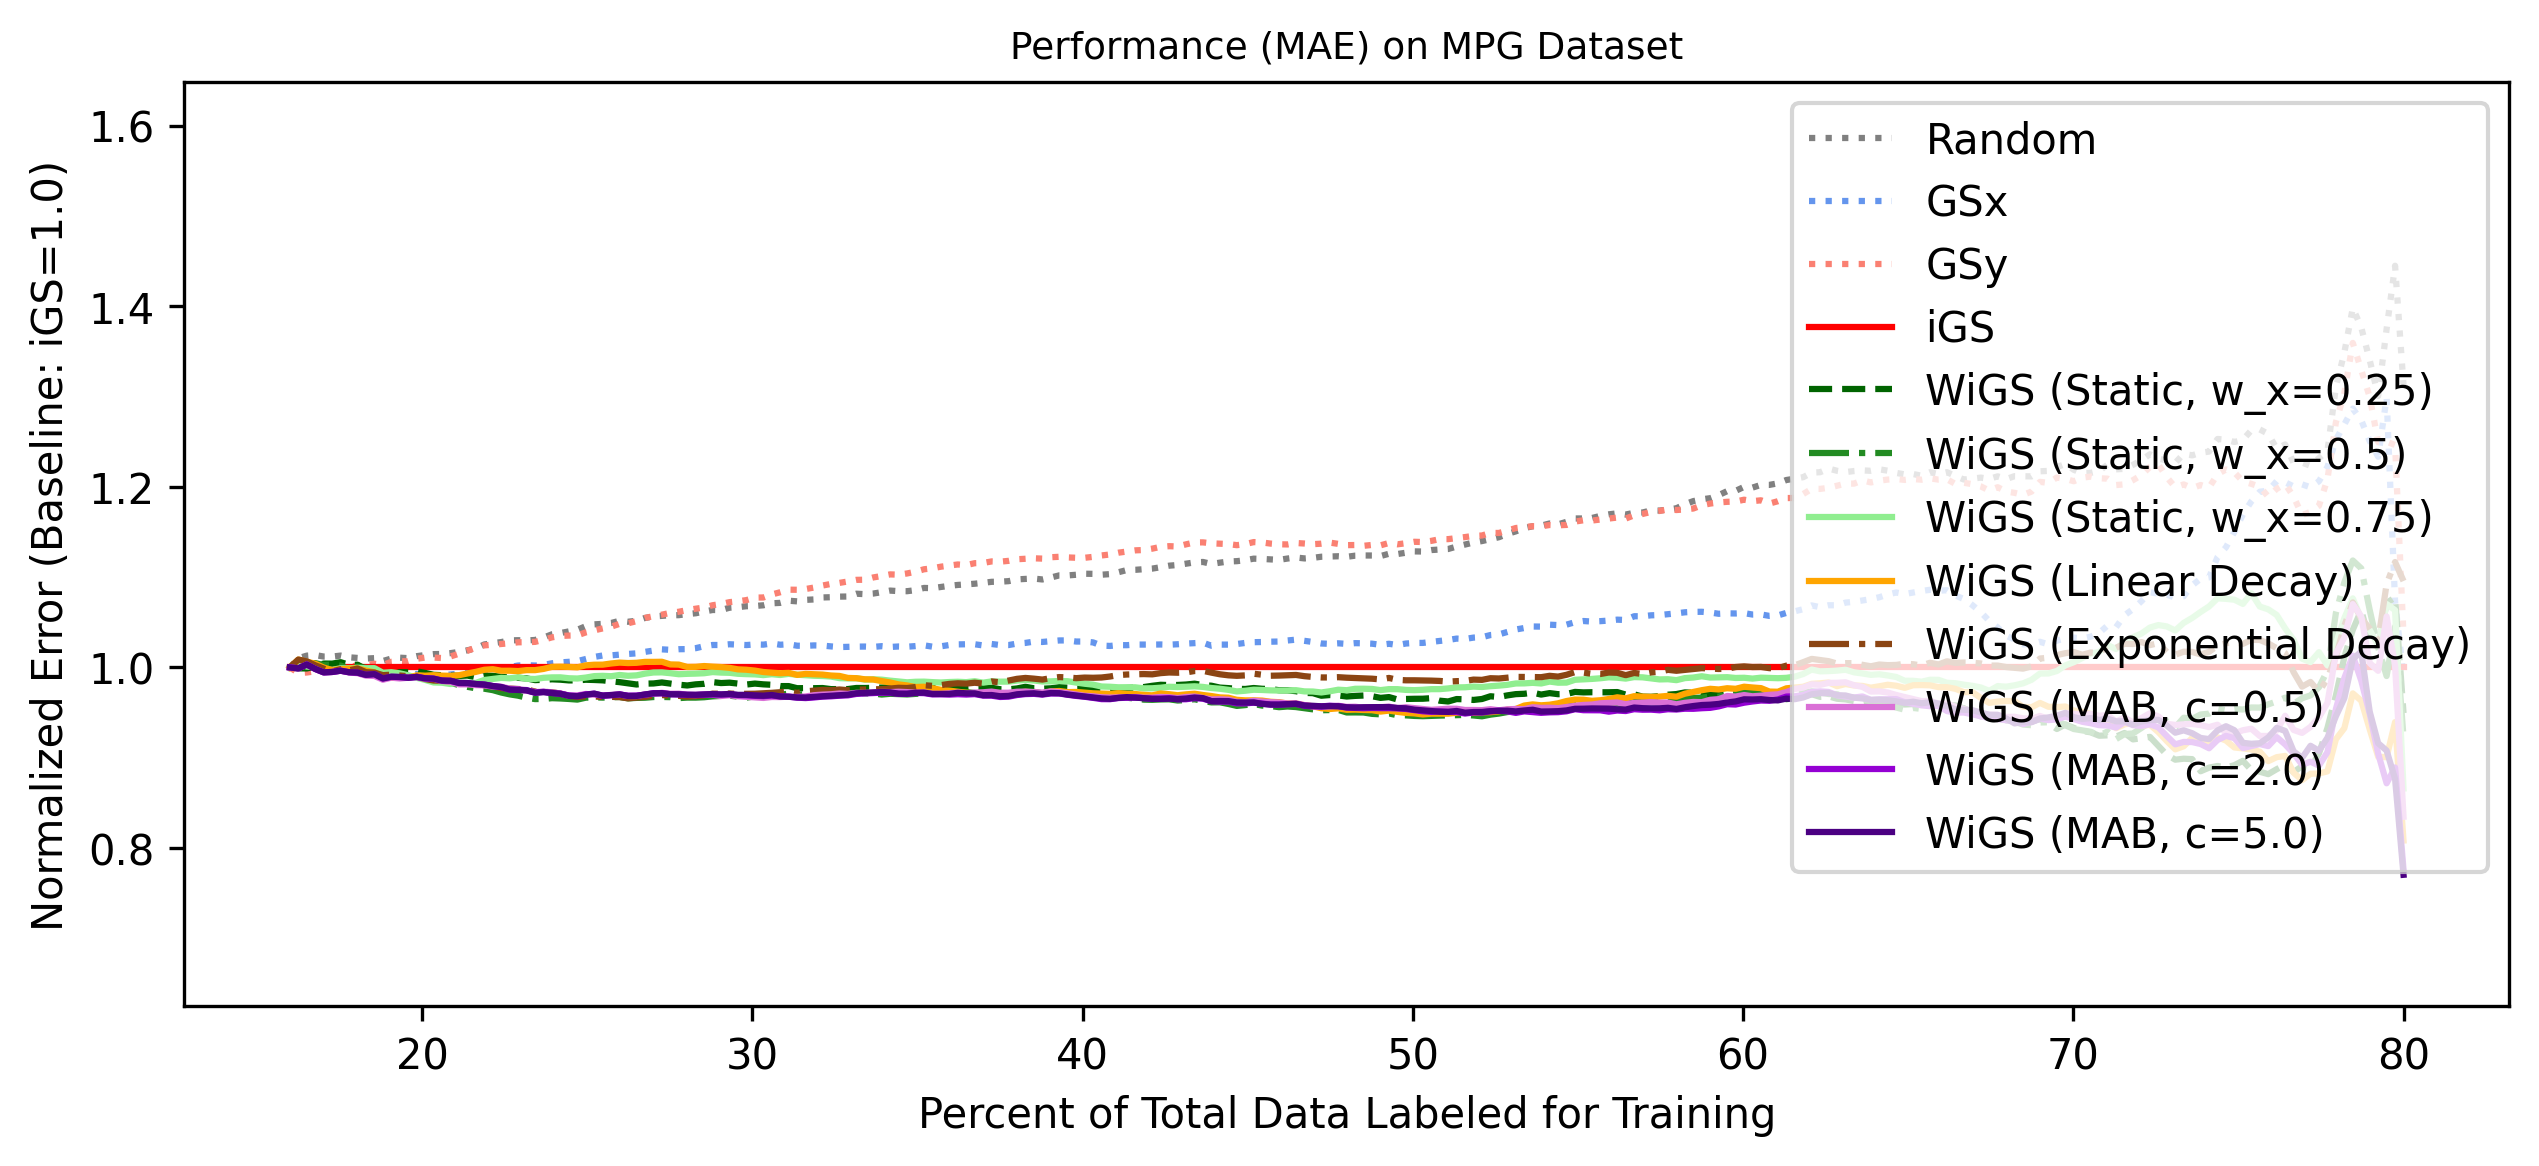 Performance (MAE) on MPG Dataset
Normalized Error (Baseline: iGS=1.0)
1.6
1.4
1.2
1.0
0.8
Random
GSx
GSy
iGS
WiGS (Static, w_x=0.25)
WiGS (Static, w_x=0.5)
WiGS (Static, w_x=0.75)
WiGS (Linear Decay)
WiGS (Exponential Decay)
WiGS (MAB, c=0.5)
WiGS (MAB, c=2.0)
WiGS (MAB, c=5.0)
20 30 40 50 60 70 80
Percent of Total Data Labeled for Training